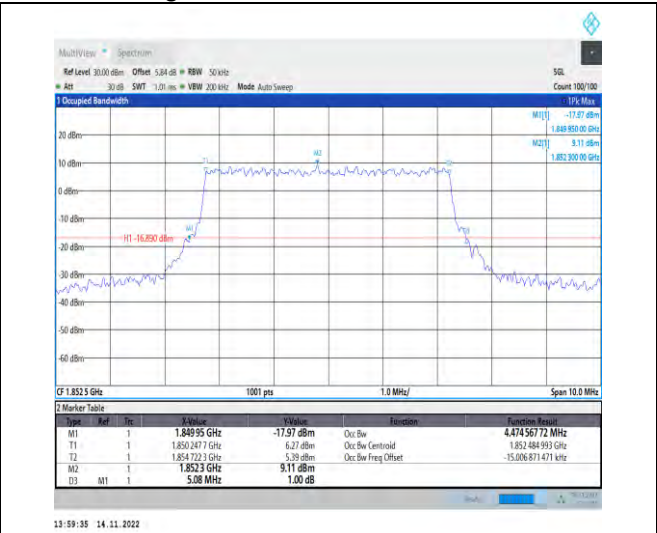 MultiView Spectrum
Ref Level 30.00 dBm Offset 5.84 dB RBW 50 kHz SGL
Att 30 dB SWT 1.01 ms VBW 200 kHz Mode Auto Sweep Count 100/100
1 Occupied Bandwidth 1Pk Max
M1[1] -17.97 dBm
1.849 950 00 GHz
M2[1] 9.11 dBm
1.852 300 00 GHz
20 dBm
M2
T1
10 dBm
0 dBm
-10 dBm
M1
H1 -16.890 dBm
-20 dBm
-30 dBm
-40 dBm
-50 dBm
-60 dBm
CF 1.852 5 GHz 1001 pts 1.0 MHz/ Span 10.0 MHz
2 Marker Table
Type Ref Trc X-Value Y-Value Function Function Result
M1 1 1.849 95 GHz -17.97 dBm Occ Bw 4.474 567 72 MHz
T1 1 1.850 247 7 GHz 6.27 dBm Occ Bw Centroid 1.852 484 993 GHz
T2 1 1.854 722 3 GHz 5.39 dBm Occ Bw Freq Offset -15.006 871 471 kHz
M2 1 1.852 3 GHz 9.11 dBm
D3 M1 1 5.08 MHz 1.00 dB
13:59:35 14.11.2022